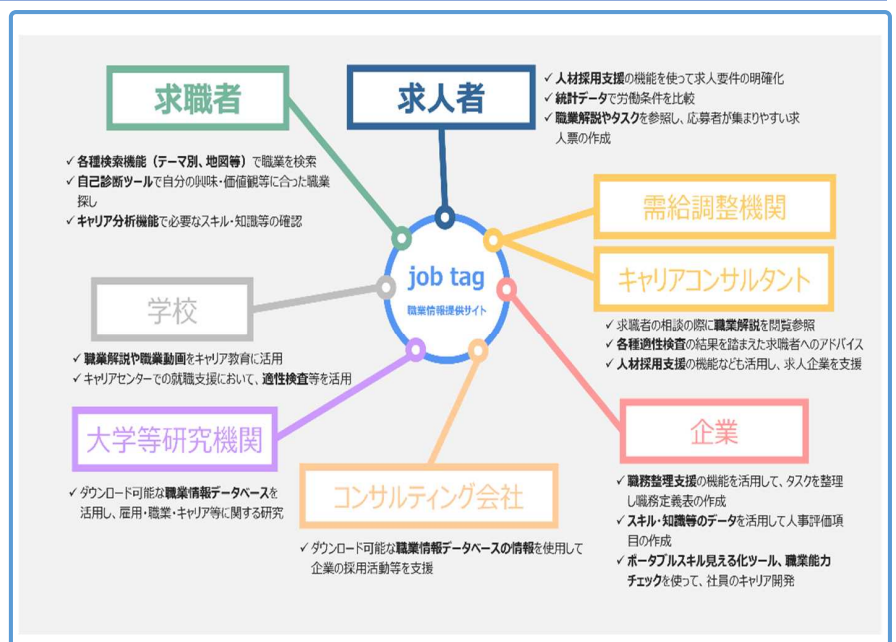 求職者
✓ 各種検索機能（テーマ別、地図等）で職業を検索
✓ 自己診断ツールで自分の興味・価値観等に合った職業
探し
✓ キャリア分析機能で必要なスキル・知識等の確認
求人者
✓ 人材採用支援の機能を使って求人要件の明確化
✓ 統計データで労働条件を比較
✓ 職業解説やタスクを参照し、応募者が集まりやすい求
人票の作成
需給調整機関
キャリアコンサルタント
✓ 求職者の相談の際に職業解説を閲覧参照
✓ 各種適性検査の結果を踏まえた求職者へのアドバイス
✓ 人材採用支援の機能なども活用し、求人企業を支援
job tag
職業情報提供サイト
学校
✓ 職業解説や職業動画をキャリア教育に活用
✓ キャリアセンターでの就職支援において、適性検査等を活用
大学等研究機関
✓ ダウンロード可能な職業情報データベースを
活用し、雇用・職業・キャリア等に関する研究
コンサルティング会社
✓ ダウンロード可能な職業情報データベースの情報を使用して
企業の採用活動等を支援
企業
✓ 職務整理支援の機能を活用して、タスクを整理
し職務定義表の作成
✓ スキル・知識等のデータを活用して人事評価項
目の作成
✓ ポータブルスキル見える化ツール、職業能力
チェックを使って、社員のキャリア開発